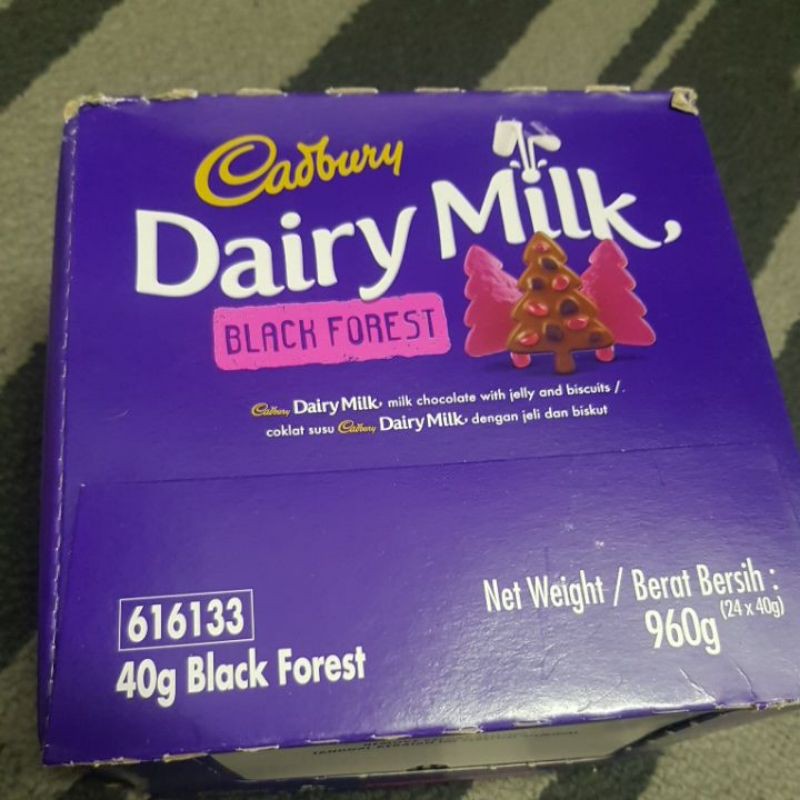 Cadbury
Dairy Milk,
BLACK FOREST
Cadbury Dairy Milk, milk chocolate with jelly and biscuits /.
coklat susu Cadbury Dairy Milk, dengan jeli dan biskut
616133
40g Black Forest
Net Weight / Berat Bersih :
960g (24 x 40g)